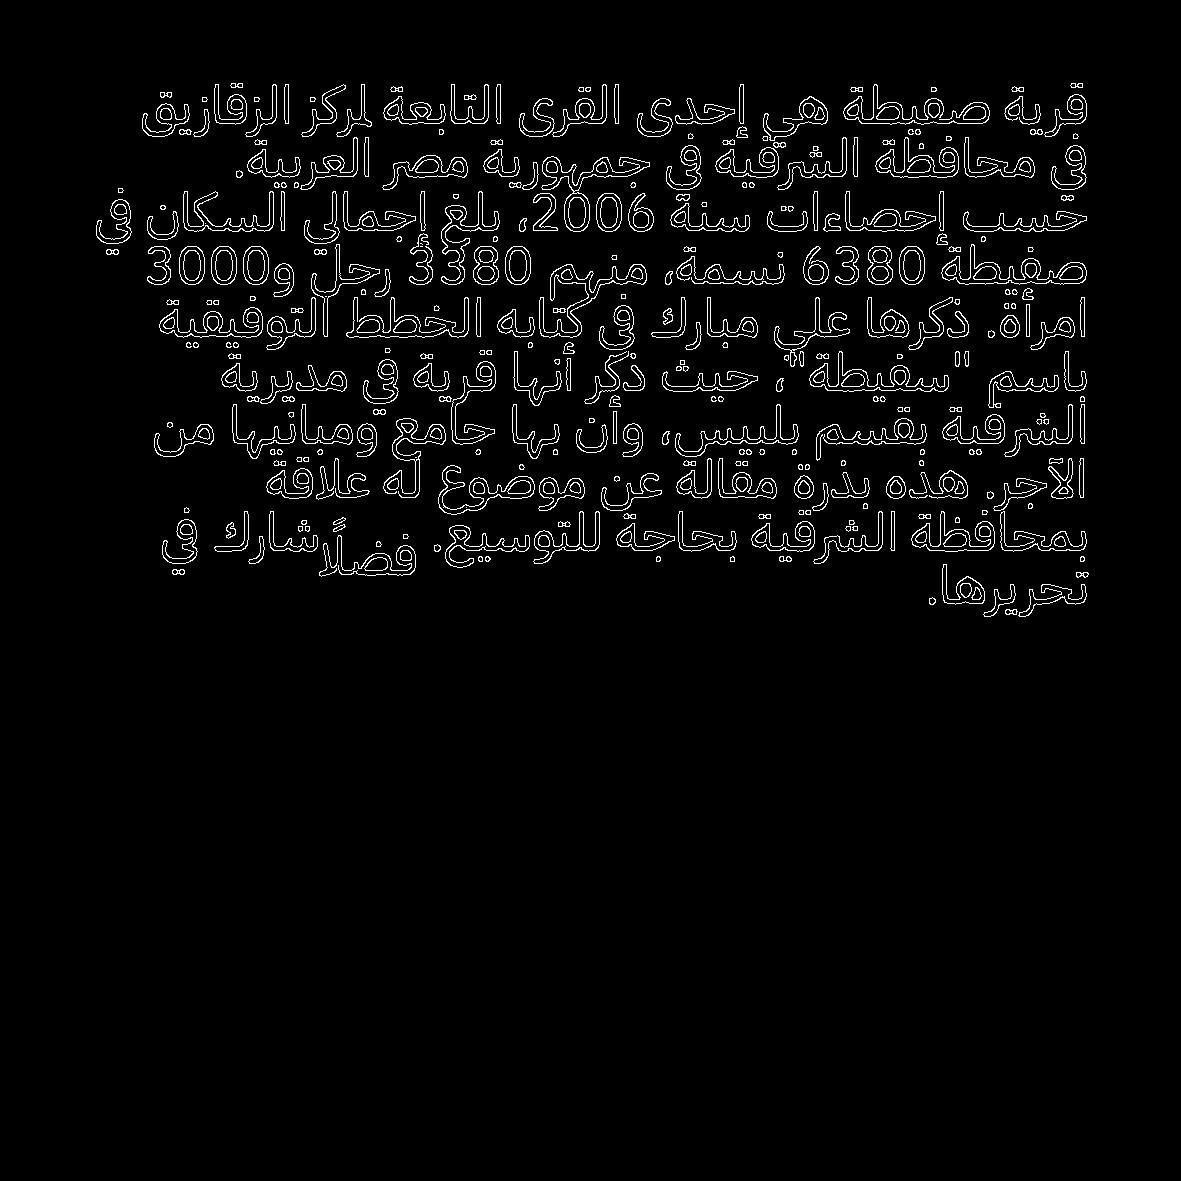 قرية صفيطة هي إحدى القرى التابعة لمركز الزقازيق
في محافظة الشرقية في جمهورية مصر العربية.
حسب إحصاءات سنة 2006، بلغ إجمالي السكان في
صفيطة 6380 نسمة، منهم 3380 رجل و3000
امرأة. ذكرها علي مبارك في كتابه الخطط التوفيقية
باسم "سفيطة"، حيث ذكر أنها قرية في مديرية
الشرقية بقسم بلبيس، وأن بها جامع ومبانيها من
الآجر. هذه بذرة مقالة عن موضوع له علاقة
بمحافظة الشرقية بحاجة للتوسيع. فضلًا شارك في
تحريرها.